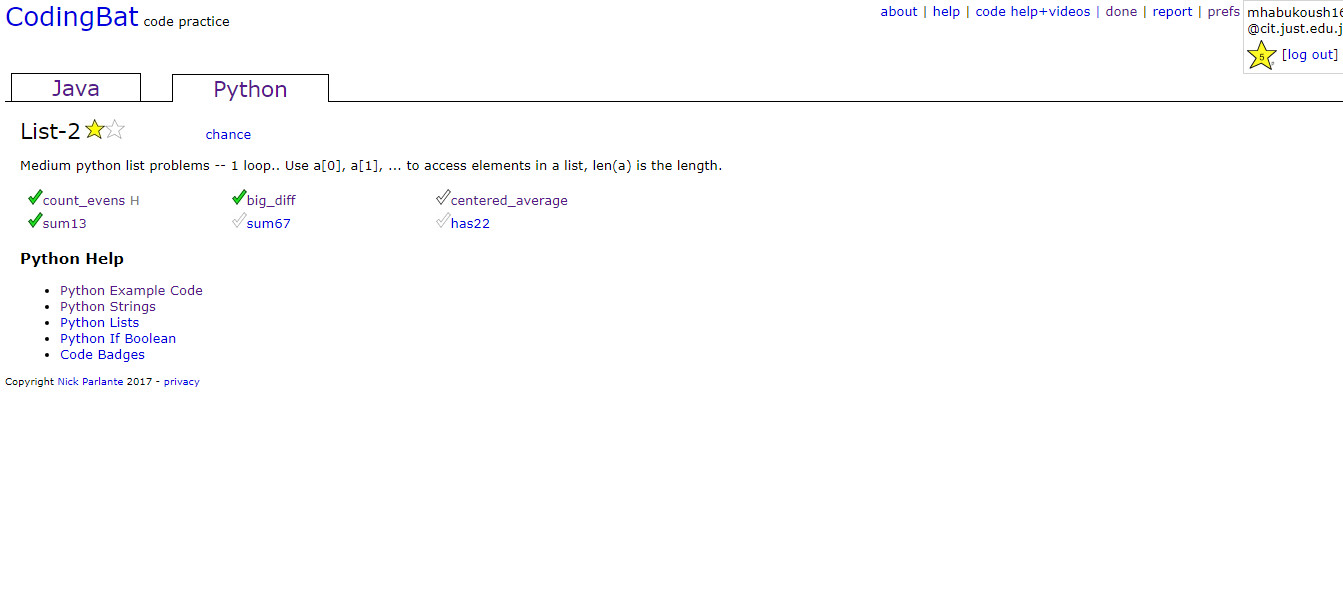 CodingBat code practice
about | help | code help+videos | done | report | prefs
mhabukoush16
@cit.just.edu.j
5
[log out]
Java
Python
List-2
chance
Medium python list problems -- 1 loop.. Use a[0], a[1], ... to access elements in a list, len(a) is the length.
count_evens H big_diff centered_average
sum13 sum67 has22
Python Help
• Python Example Code
• Python Strings
• Python Lists
• Python If Boolean
• Code Badges
Copyright Nick Parlante 2017 - privacy